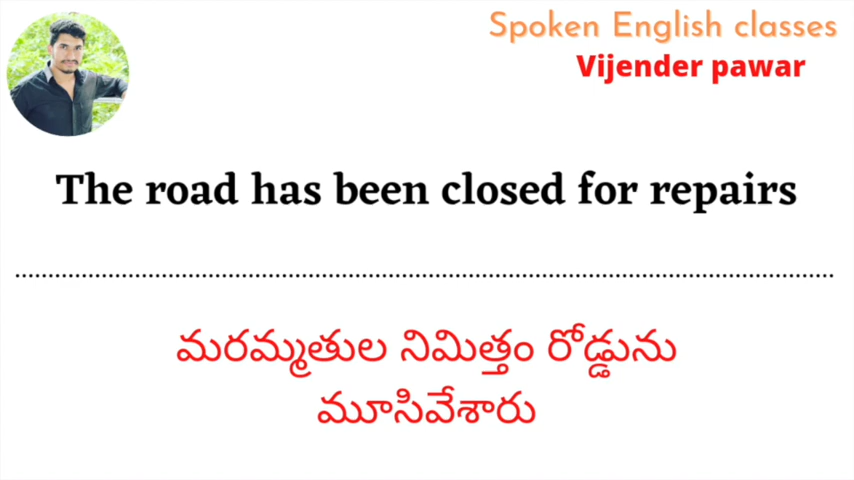 Spoken English classes
Vijender pawar
The road has been closed for repairs
మరమ్మతుల నిమిత్తం రోడ్డును
మూసివేశారు